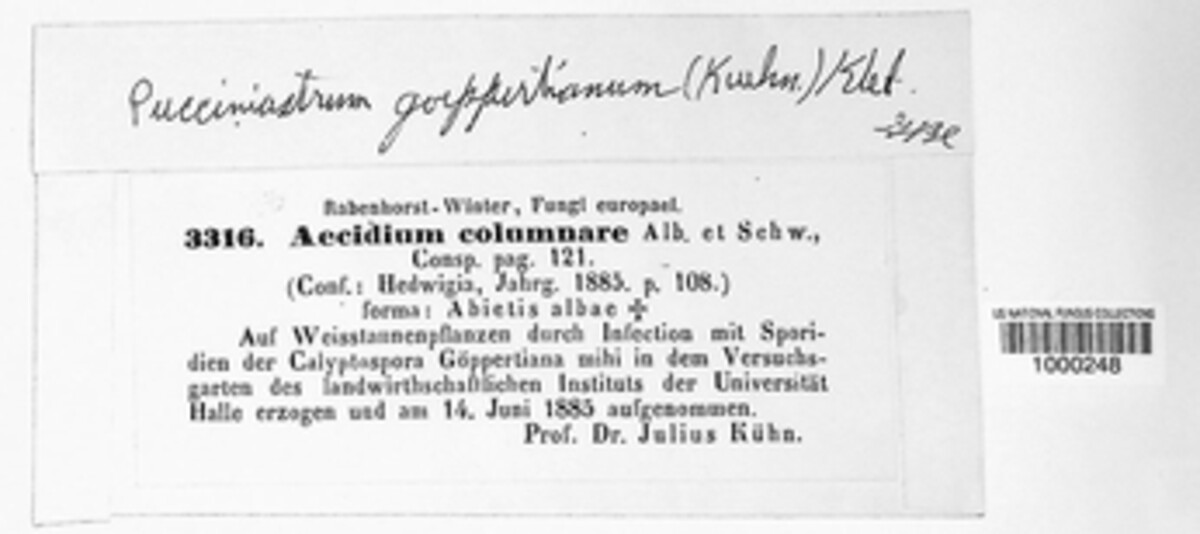 Pucciniastrum goeppertianum (Kuehn.) Kleb.
Rabenhorst-Winter, Fungi europaei.
3316. Aecidium columnare Alb. et Schw.,
Consp. pag. 121.
(Conf.: Hedwigia, Jahrg. 1885. p. 108.)
forma: Abietis albae ✢
Auf Weisstannenpflanzen durch Infection mit Spori-
dien der Calyptospora Göppertiana mihi in dem Versuchs-
garten des landwirthschaftlichen Instituts der Universität
Halle erzogen und am 14. Juni 1885 aufgenommen.
Prof. Dr. Julius Kühn.
US NATIONAL FUNGUS COLLECTIONS
1000248